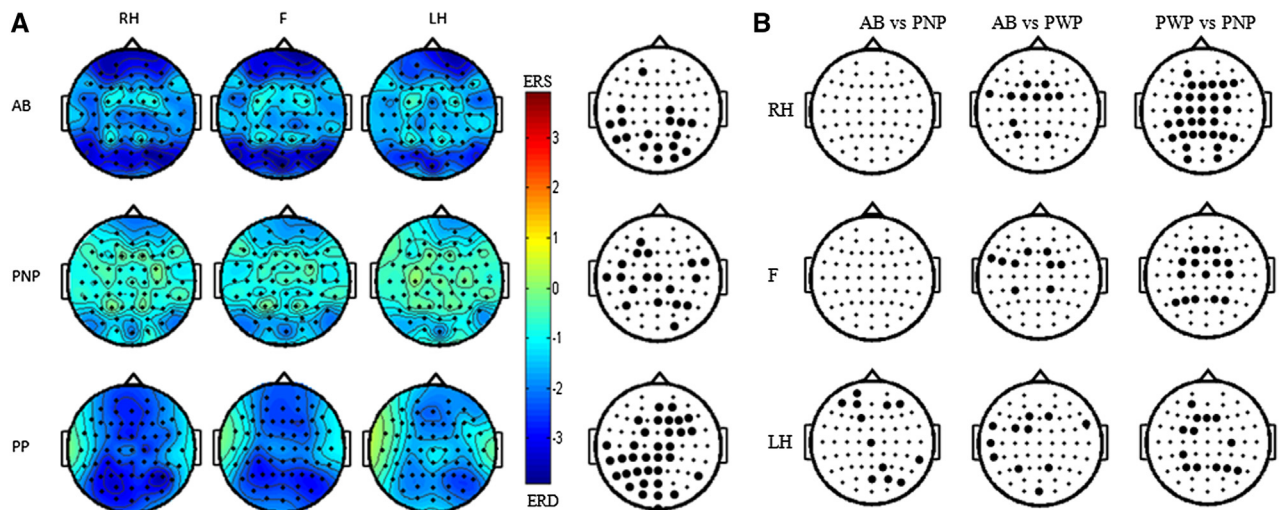 A
RH
F
LH
B
AB vs PNP
AB vs PWP
PWP vs PNP
AB
ERS
3
2
1
0
-1
-2
-3
ERD
PNP
PP
RH
F
LH